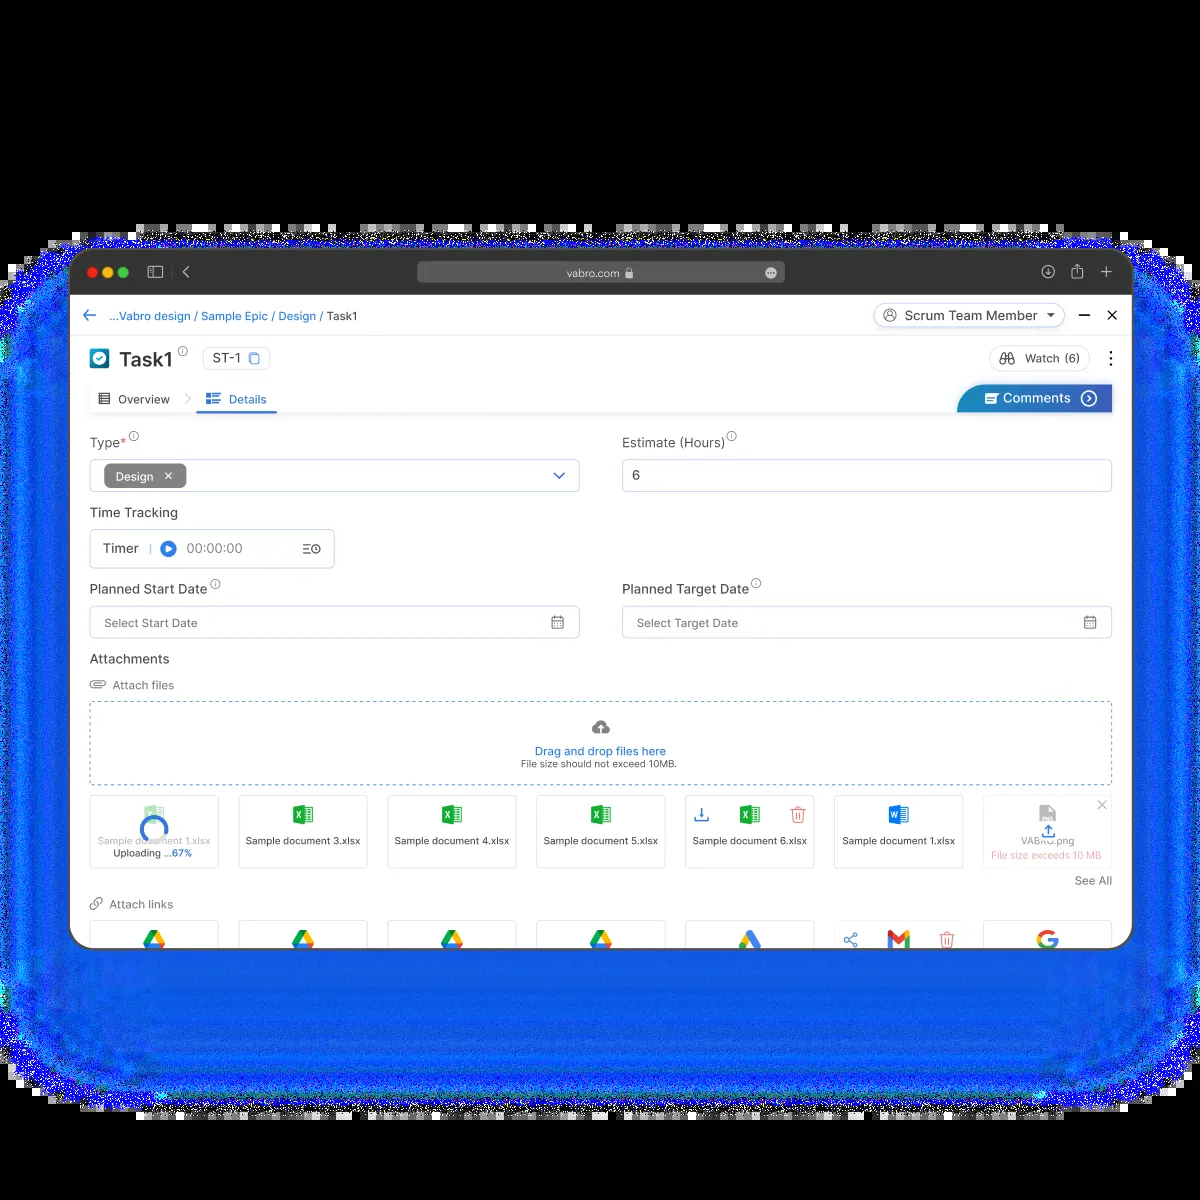 vabro.com
...Vabro design / Sample Epic / Design / Task1
Scrum Team Member
Task1
ST-1
Watch (6)
Overview
Details
Comments
Type*
Estimate (Hours)
Design
6
Time Tracking
Timer
00:00:00
Planned Start Date
Planned Target Date
Select Start Date
Select Target Date
Attachments
Attach files
Drag and drop files here
File size should not exceed 10MB.
Sample document 1.xlsx
Uploading ...67%
Sample document 3.xlsx
Sample document 4.xlsx
Sample document 5.xlsx
Sample document 6.xlsx
Sample document 1.xlsx
VABRO.png
File size exceeds 10 MB
See All
Attach links